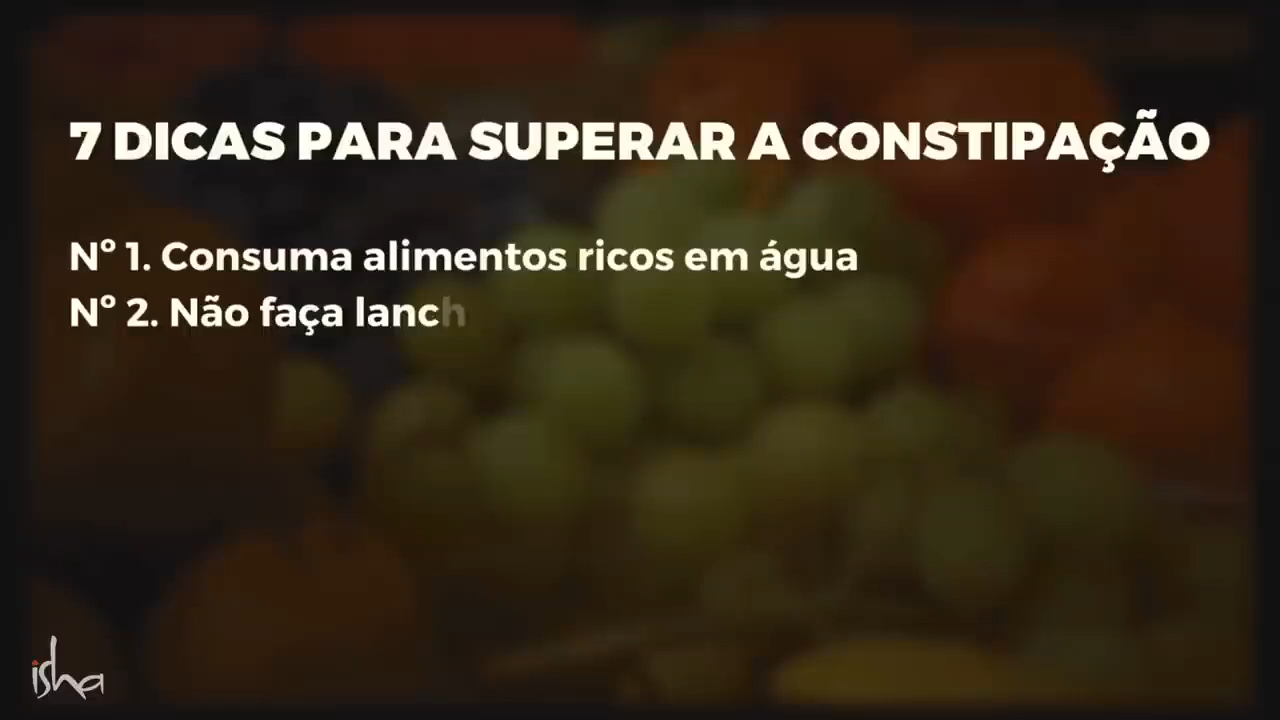 7 DICAS PARA SUPERAR A CONSTIPAÇÃO
Nº 1. Consuma alimentos ricos em água
Nº 2. Não faça lanch
isha